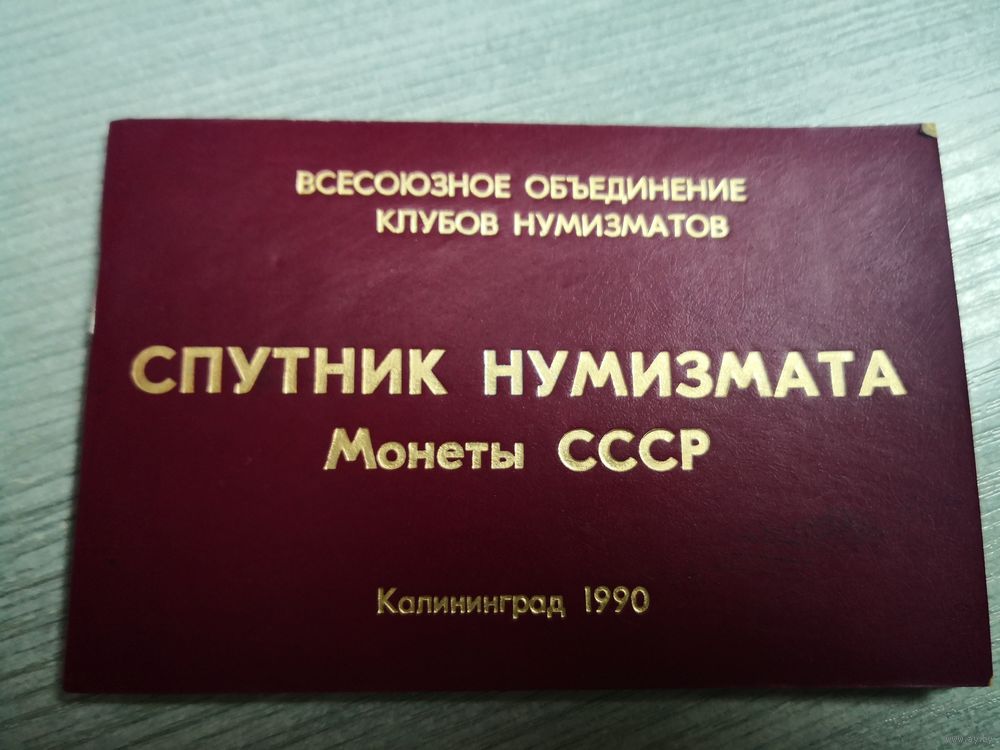 ВСЕСОЮЗНОЕ ОБЪЕДИНЕНИЕ
КЛУБОВ НУМИЗМАТОВ
СПУТНИК НУМИЗМАТА
Монеты СССР
Калининград 1990